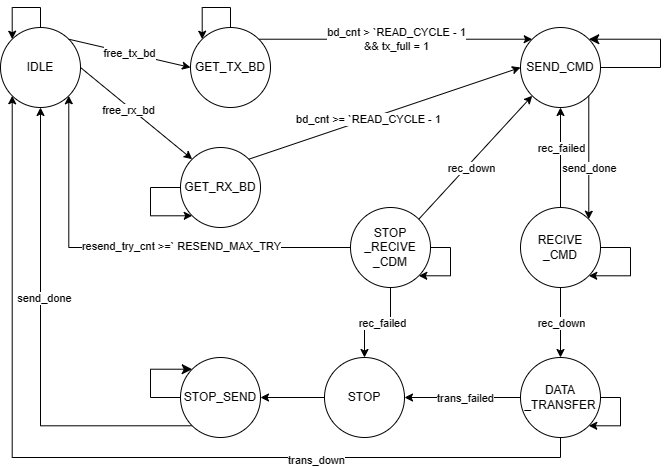 bd_cnt > `READ_CYCLE - 1
&& tx_full = 1
free_tx_bd
IDLE
GET_TX_BD
SEND_CMD
free_rx_bd
bd_cnt >= `READ_CYCLE - 1
rec_failed
rec_down
send_done
GET_RX_BD
STOP
_RECIVE
_CDM
RECIVE
_CMD
resend_try_cnt >=` RESEND_MAX_TRY
send_done
rec_failed
rec_down
STOP_SEND
STOP
trans_failed
DATA
_TRANSFER
trans_down